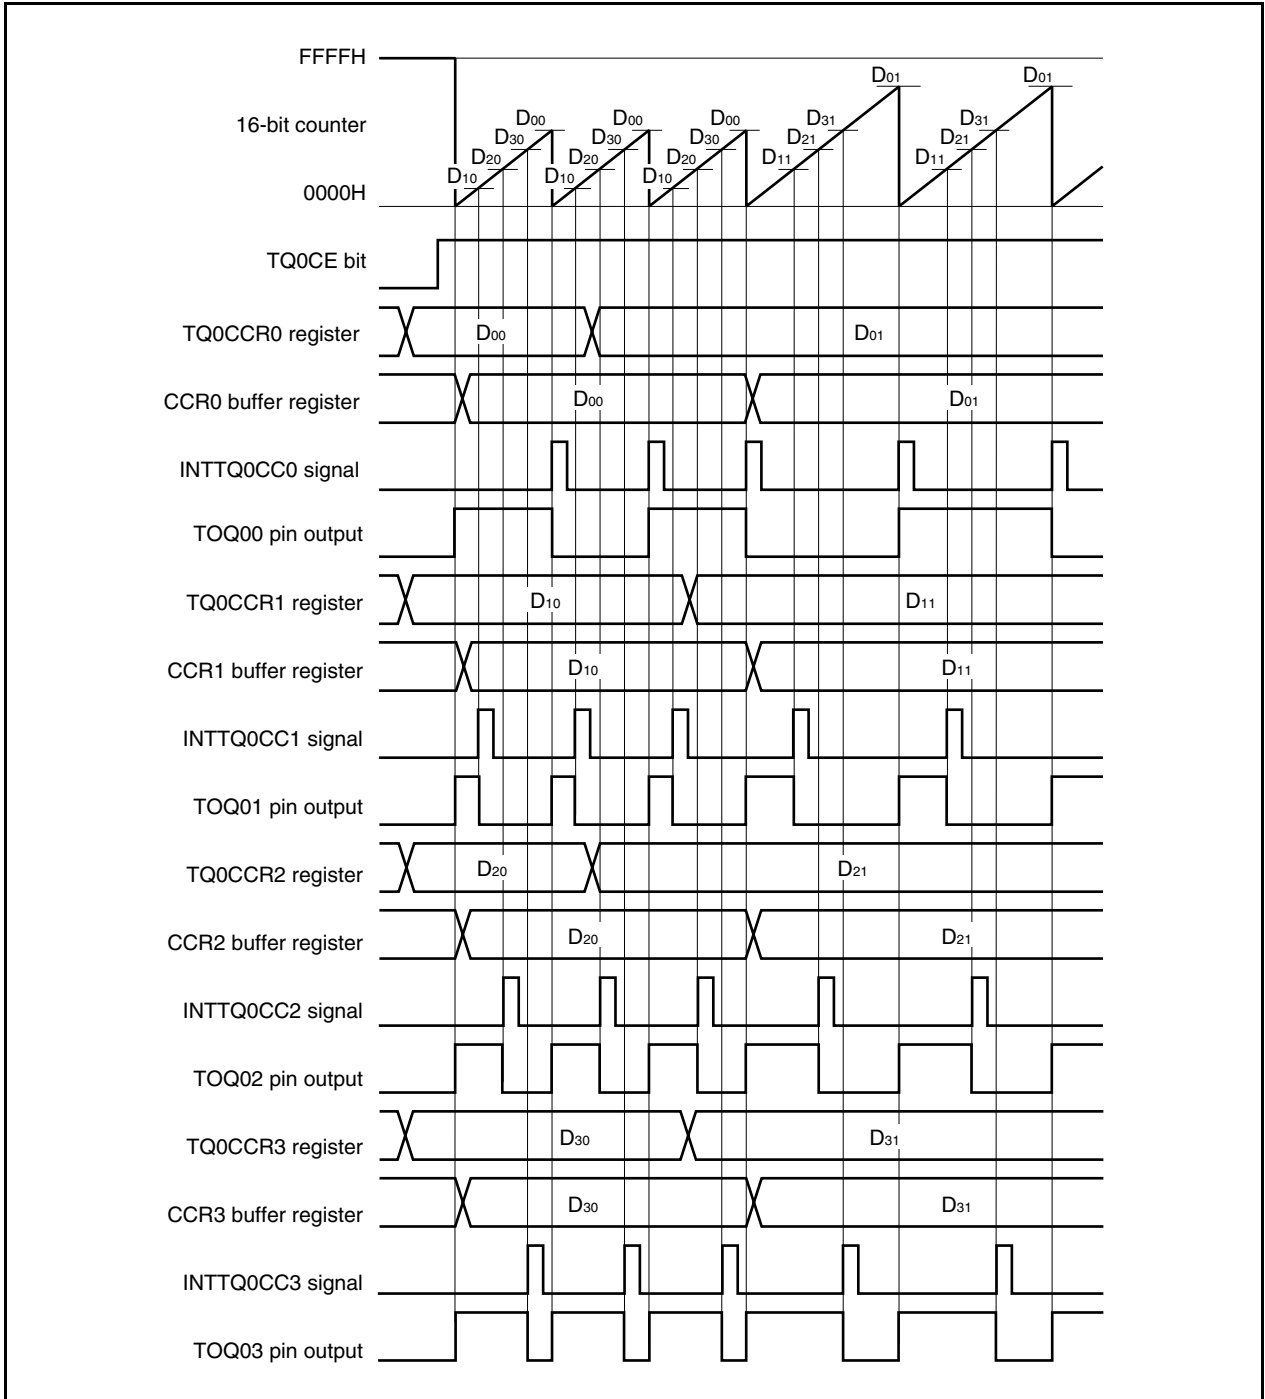 FFFFH
D01 D01
16-bit counter
D00 D00 D00 D31 D31
D30 D30 D30 D21 D21
D20 D20 D20 D11 D11
D10 D10 D10
0000H
TQ0CE bit
TQ0CCR0 register D00 D01
CCR0 buffer register D00 D01
INTTQ0CC0 signal
TOQ00 pin output
TQ0CCR1 register D10 D11
CCR1 buffer register D10 D11
INTTQ0CC1 signal
TOQ01 pin output
TQ0CCR2 register D20 D21
CCR2 buffer register D20 D21
INTTQ0CC2 signal
TOQ02 pin output
TQ0CCR3 register D30 D31
CCR3 buffer register D30 D31
INTTQ0CC3 signal
TOQ03 pin output